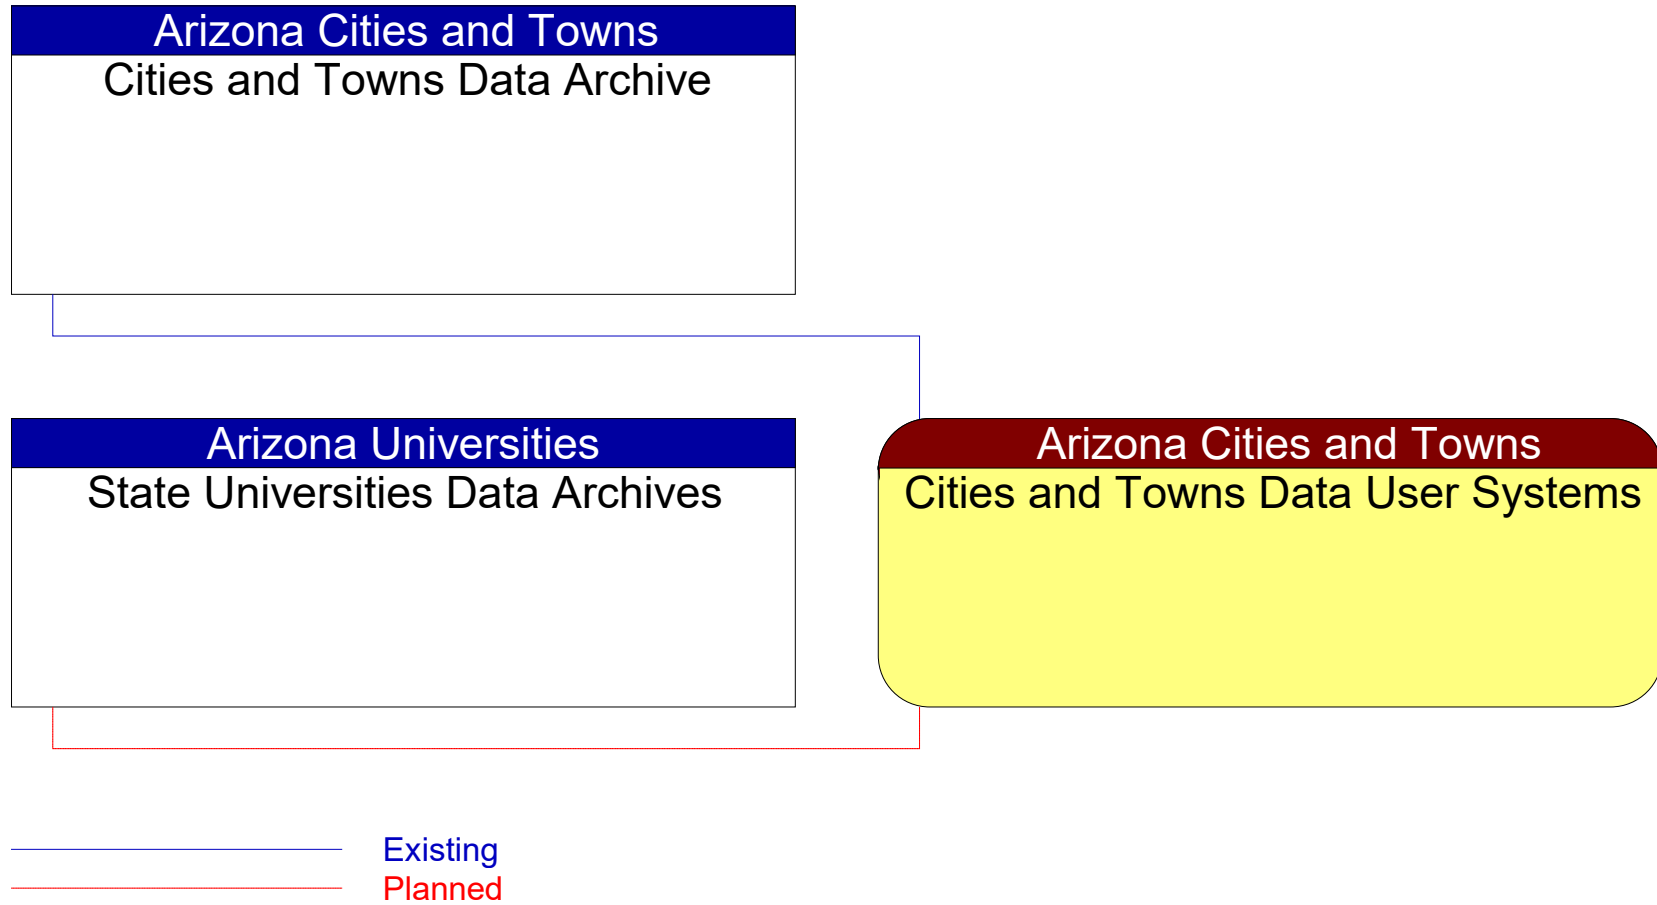 Arizona Cities and Towns
Cities and Towns Data Archive
Arizona Universities
State Universities Data Archives
Arizona Cities and Towns
Cities and Towns Data User Systems
Existing
Planned